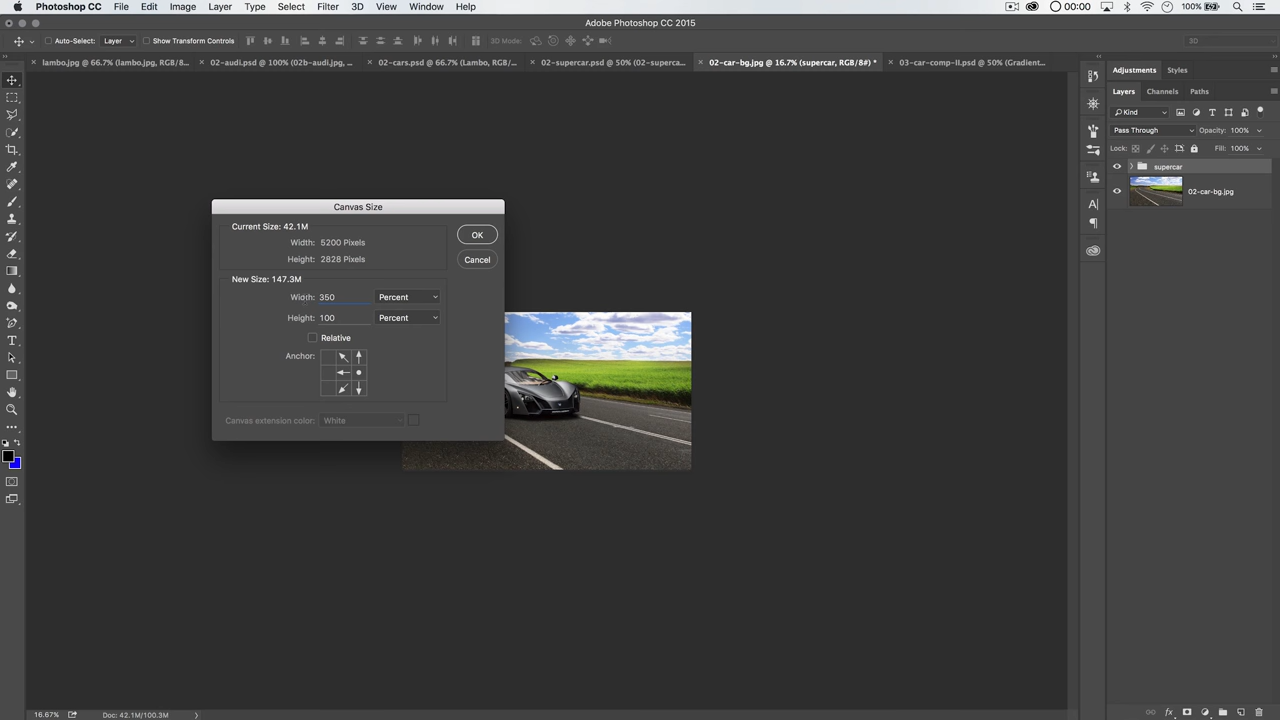 Photoshop CC File Edit Image Layer Type Select Filter 3D View Window Help 00:00 100%
Adobe Photoshop CC 2015
Auto-Select: Layer Show Transform Controls 3D Mode: 3D
lambo.jpg @ 66.7% (lambo.jpg, RGB/8... 02-audi.psd @ 100% (02b-audi.jpg, ... 02-cars.psd @ 66.7% (Lambo, RGB/... 02-supercar.psd @ 50% (02-superca... 02-car-bg.jpg @ 16.7% (supercar, RGB/8#) * 03-car-comp-II.psd @ 50% (Gradient...
Adjustments Styles
Layers Channels Paths
Kind
Pass Through Opacity: 100%
Lock: Fill: 100%
supercar
02-car-bg.jpg
Canvas Size
Current Size: 42.1M
Width: 5200 Pixels
Height: 2828 Pixels
OK
Cancel
New Size: 147.3M
Width: 350 Percent
Height: 100 Percent
Relative
Anchor:
Canvas extension color: White
16.67% Doc: 42.1M/100.3M